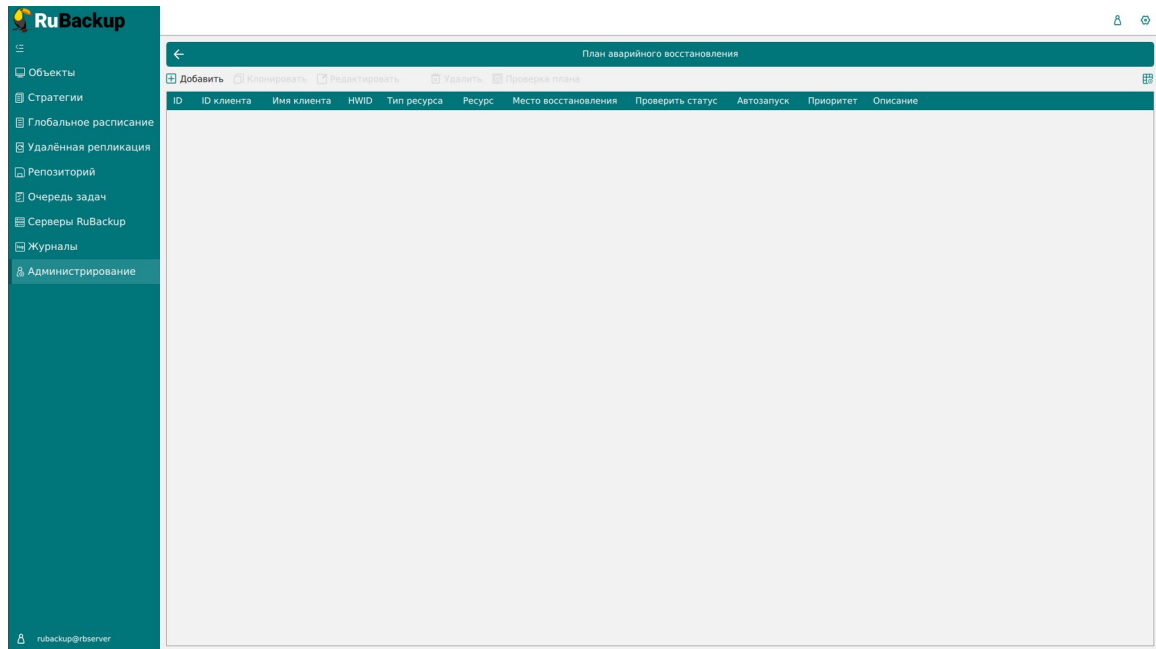 RuBackup
План аварийного восстановления
Добавить Клонировать Редактировать Удалить Проверка плана
ID ID клиента Имя клиента HWID Тип ресурса Ресурс Место восстановления Проверить статус Автозапуск Приоритет Описание
Объекты
Стратегии
Глобальное расписание
Удалённая репликация
Репозиторий
Очередь задач
Серверы RuBackup
Журналы
Администрирование
rubackup@rbserver